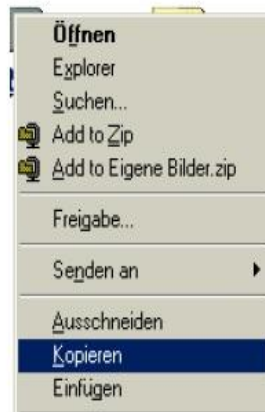 Öffnen
Explorer
Suchen...
Add to Zip
Add to Eigene Bilder.zip
Freigabe...
Senden an
Ausschneiden
Kopieren
Einfügen